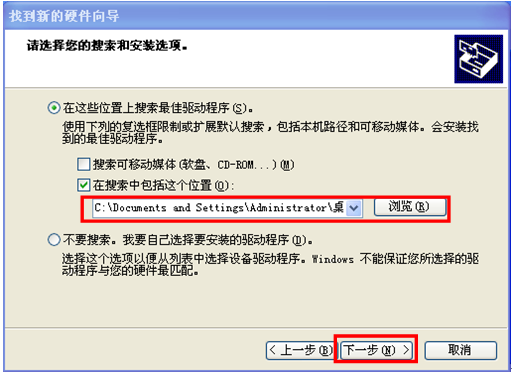 找到新的硬件向导
请选择您的搜索和安装选项。
在这些位置上搜索最佳驱动程序(S)。
使用下列的复选框限制或扩展默认搜索，包括本机路径和可移动媒体。会安装找
到的最佳驱动程序。
搜索可移动媒体(软盘、CD-ROM...)(M)
在搜索中包括这个位置(O):
C:\Documents and Settings\Administrator\桌 浏览(R)
不要搜索。我要自己选择要安装的驱动程序(D)。
选择这个选项以便从列表中选择设备驱动程序。Windows 不能保证您所选择的驱
动程序与您的硬件最匹配。
< 上一步(B) 下一步(N) > 取消